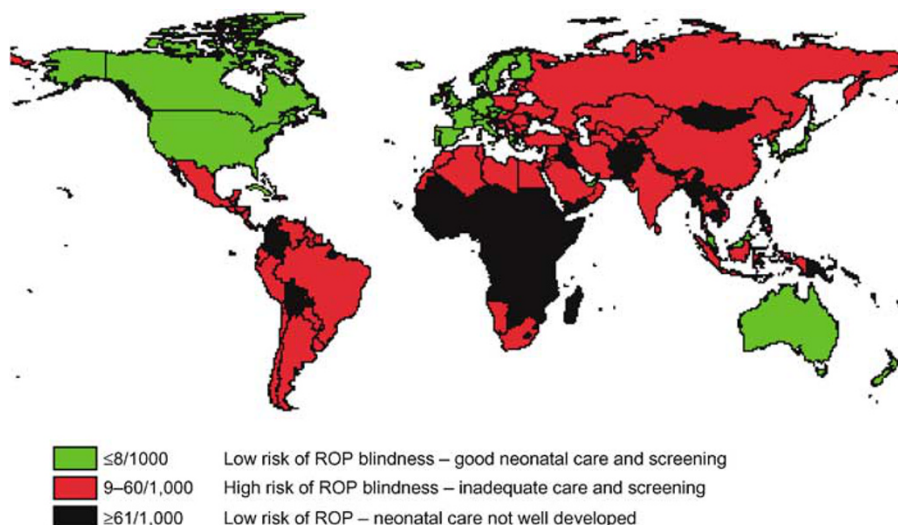 ≤8/1000 Low risk of ROP blindness – good neonatal care and screening
9–60/1,000 High risk of ROP blindness – inadequate care and screening
≥61/1,000 Low risk of ROP – neonatal care not well developed